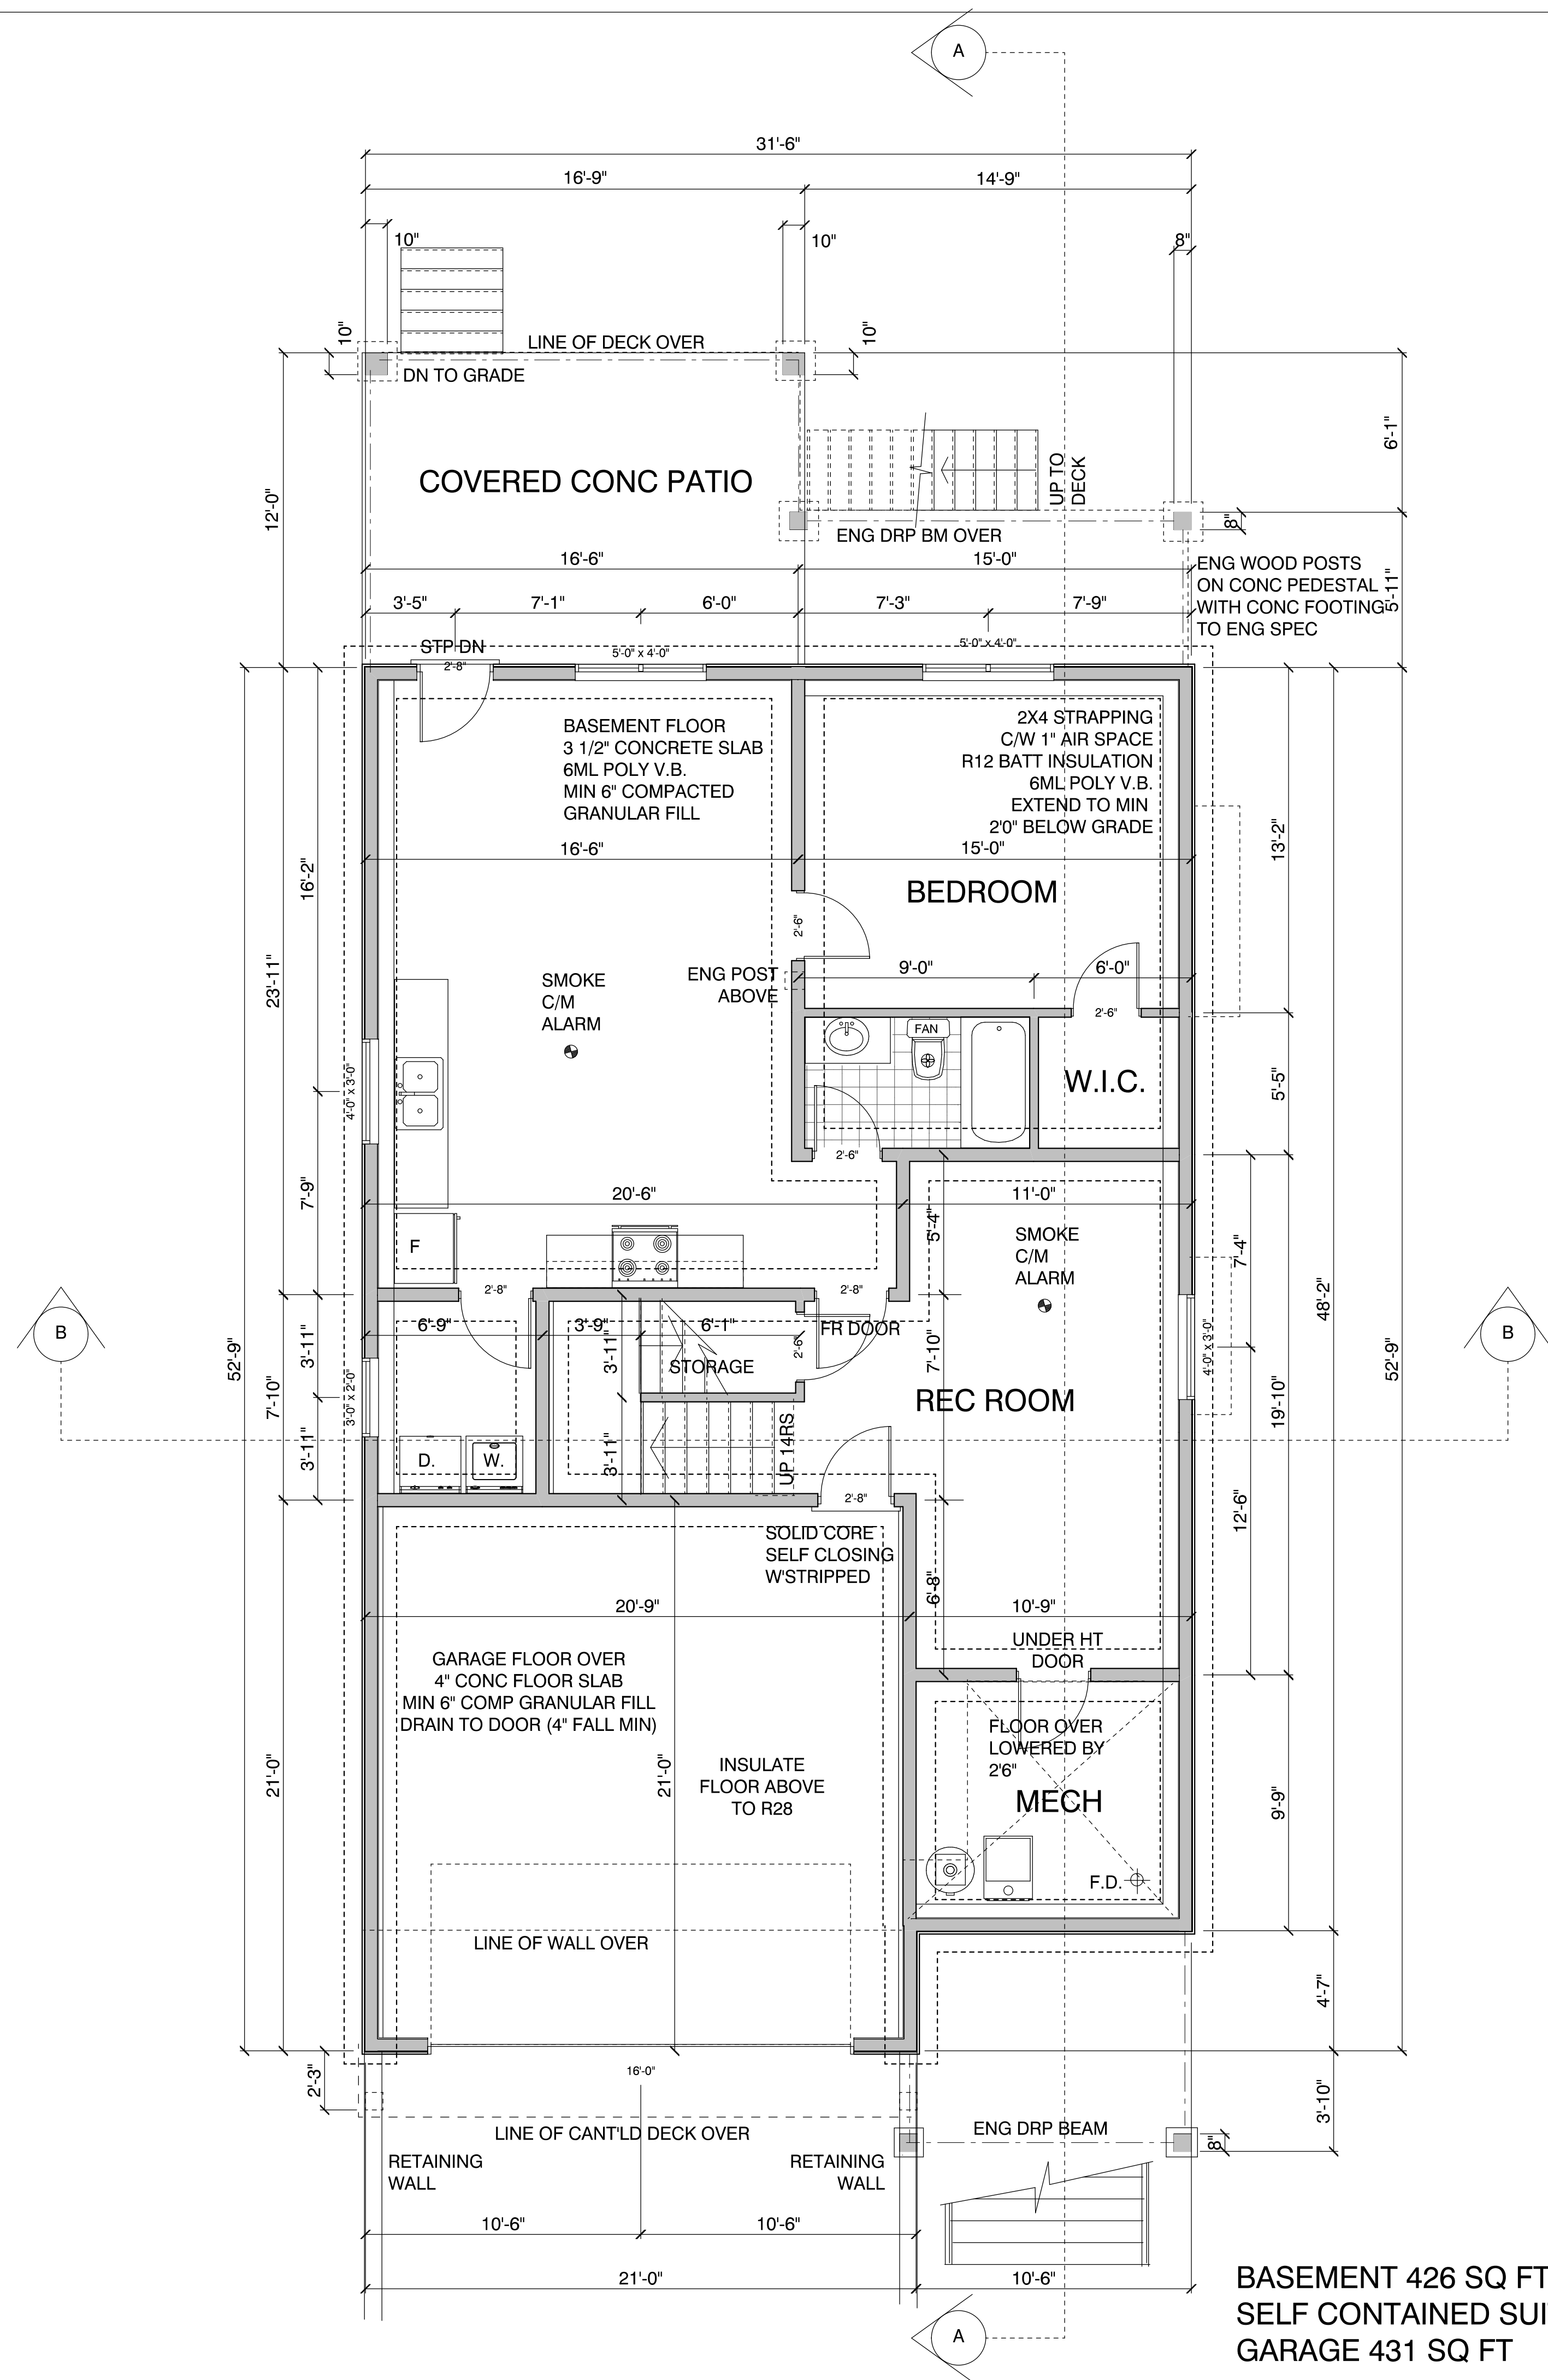 A
31'-6"
16'-9"
14'-9"
10"
10"
8"
10"
10"
LINE OF DECK OVER
DN TO GRADE
6'-1"
UP TO
DECK
COVERED CONC PATIO
12'-0"
8"
ENG DRP BM OVER
16'-6"
15'-0"
ENG WOOD POSTS
ON CONC PEDESTAL
WITH CONC FOOTING
TO ENG SPEC
5'-11"
3'-5"
7'-1"
6'-0"
7'-3"
7'-9"
STP DN
2'-8"
5'-0" x 4'-0"
5'-0" x 4'-0"
BASEMENT FLOOR
3 1/2" CONCRETE SLAB
6ML POLY V.B.
MIN 6" COMPACTED
GRANULAR FILL
2X4 STRAPPING
C/W 1" AIR SPACE
R12 BATT INSULATION
6ML POLY V.B.
EXTEND TO MIN
2'0" BELOW GRADE
16'-6"
15'-0"
13'-2"
16'-2"
BEDROOM
2'-6"
23'-11"
SMOKE
C/M
ALARM
ENG POST
ABOVE
9'-0"
6'-0"
2'-6"
FAN
W.I.C.
4'-0" x 3'-0"
5'-5"
2'-6"
7'-9"
20'-6"
11'-0"
5'-4"
F
SMOKE
C/M
ALARM
7'-4"
48'-2"
2'-8"
2'-8"
B
B
6'-9"
3'-9"
6'-1"
FR DOOR
2'-6"
3'-11"
3'-11"
STORAGE
7'-10"
4'-0" x 3'-0"
52'-9"
52'-9"
7'-10"
3'-0" x 2'-0"
REC ROOM
19'-10"
3'-11"
3'-11"
D.
W.
UP 14RS
2'-8"
12'-6"
SOLID CORE
SELF CLOSING
W'STRIPPED
6'-8"
20'-9"
10'-9"
UNDER HT
DOOR
GARAGE FLOOR OVER
4" CONC FLOOR SLAB
MIN 6" COMP GRANULAR FILL
DRAIN TO DOOR (4" FALL MIN)
FLOOR OVER
LOWERED BY
2'6"
21'-0"
21'-0"
INSULATE
FLOOR ABOVE
TO R28
MECH
9'-9"
F.D.
LINE OF WALL OVER
4'-7"
16'-0"
2'-3"
3'-10"
LINE OF CANT'LD DECK OVER
ENG DRP BEAM
8"
RETAINING
WALL
RETAINING
WALL
10'-6"
10'-6"
21'-0"
10'-6"
A
BASEMENT 426 SQ FT
SELF CONTAINED SUI
GARAGE 431 SQ FT